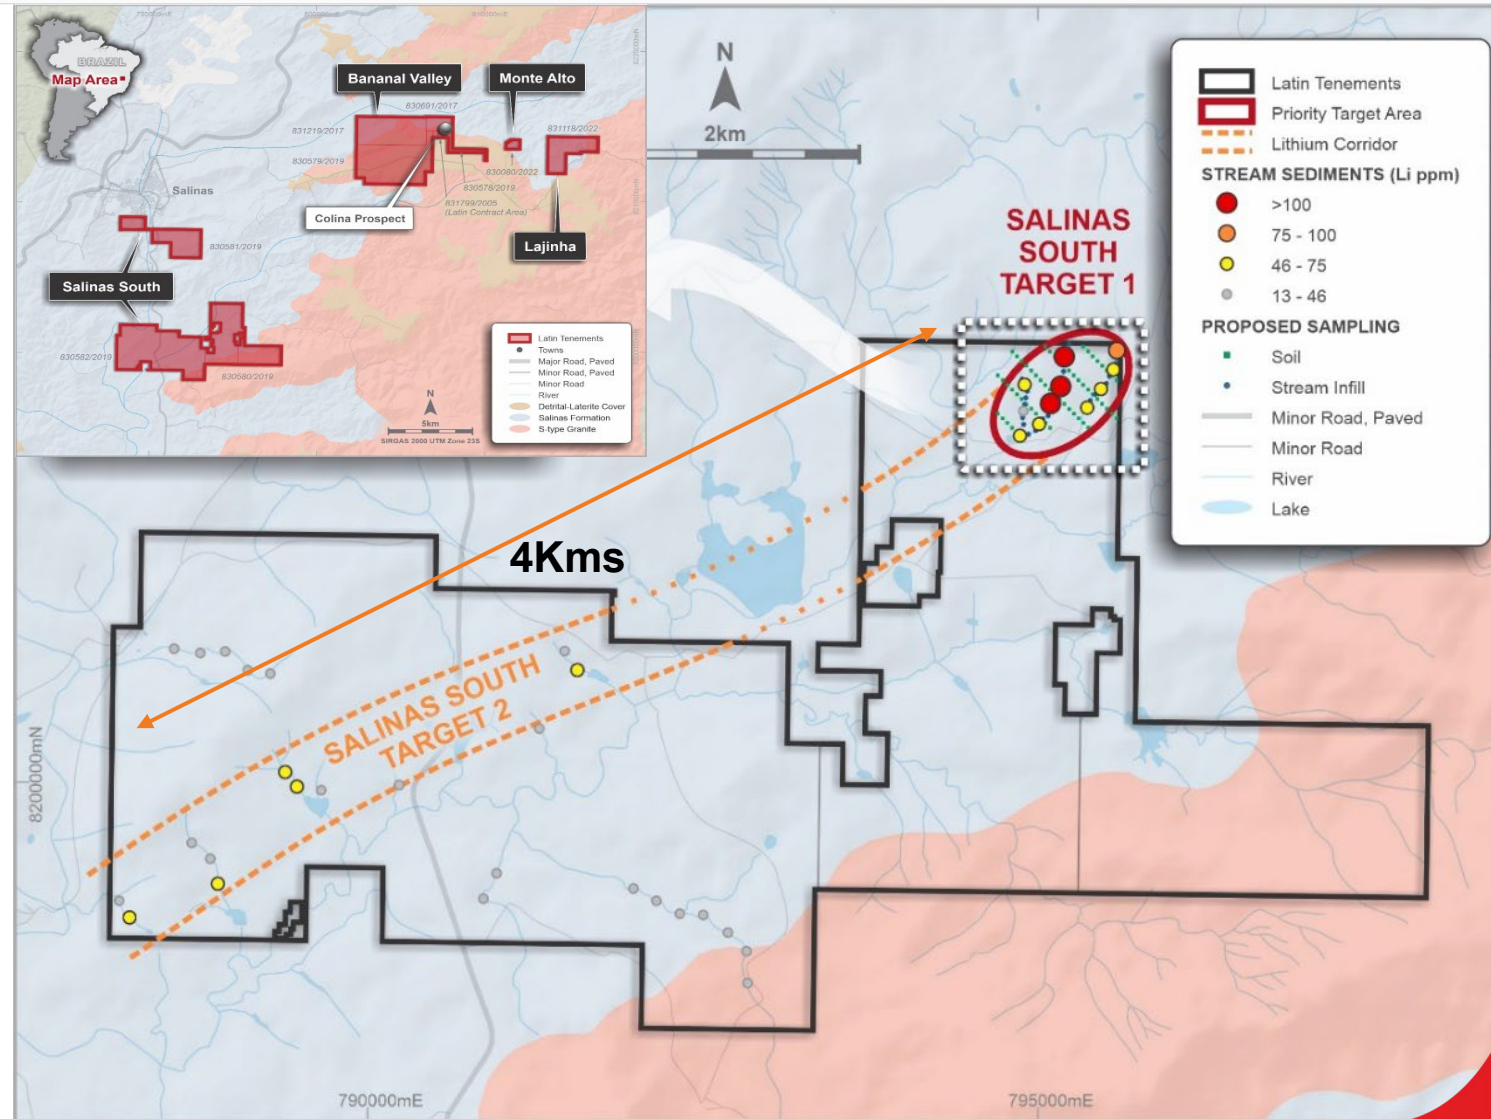 BRAZIL
Map Area
Bananal Valley
Monte Alto
830691/2017
831219/2017
831118/2022
830579/2019
830080/2022
830578/2019
831799/2005
(Latin Contract Area)
Salinas
Colina Prospect
Lajinha
830581/2019
Salinas South
830582/2019
830580/2019
Latin Tenements
Towns
Major Road, Paved
Minor Road, Paved
Minor Road
River
Detrital-Laterite Cover
Salinas Formation
S-type Granite
N
5km
SIRGAS 2000 UTM Zone 23S
N
2km
Latin Tenements
Priority Target Area
Lithium Corridor
STREAM SEDIMENTS (Li ppm)
>100
75 - 100
46 - 75
13 - 46
PROPOSED SAMPLING
Soil
Stream Infill
Minor Road, Paved
Minor Road
River
Lake
SALINAS
SOUTH
TARGET 1
4Kms
SALINAS SOUTH
TARGET 2
8200000mN
790000mE
795000mE